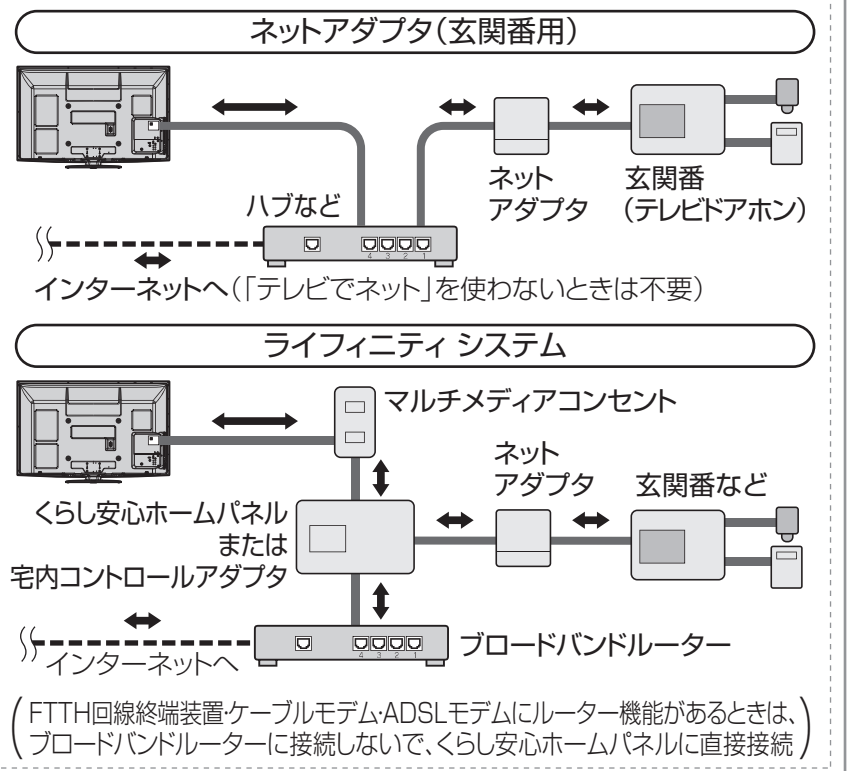 ネットアダプタ（玄関番用）
ネット
アダプタ
玄関番
（テレビドアホン）
ハブなど
4 3 2 1
インターネットへ（「テレビでネット」を使わないときは不要）
ライフィニティ システム
マルチメディアコンセント
ネット
アダプタ
玄関番など
くらし安心ホームパネル
または
宅内コントロールアダプタ
4 3 2 1
ブロードバンドルーター
インターネットへ
（FTTH回線終端装置・ケーブルモデム・ADSLモデムにルーター機能があるときは、
ブロードバンドルーターに接続しないで、くらし安心ホームパネルに直接接続）